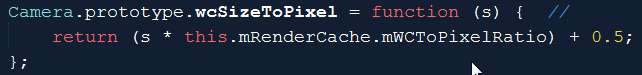 Camera.prototype.wcSizeToPixel = function (s) {  //
    return (s * this.mRenderCache.mWCToPixelRatio) + 0.5;
};